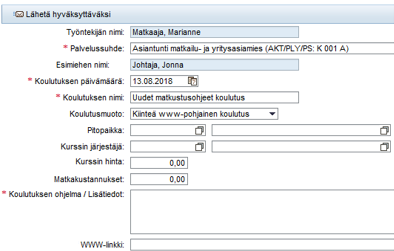 Lähetä hyväksyttäväksi
Työntekijän nimi: Matkaaja, Marianne
* Palvelussuhde: Asiantunti matkailu- ja yritysasiamies (AKT/PLY/PS: K 001 A)
Esimiehen nimi: Johtaja, Jonna
* Koulutuksen päivämäärä: 13.08.2018
* Koulutuksen nimi: Uudet matkustusohjeet koulutus
Koulutusmuoto: Kiinteä www-pohjainen koulutus
Pitopaikka:
Kurssin järjestäjä:
Kurssin hinta: 0,00
Matkakustannukset: 0,00
* Koulutuksen ohjelma / Lisätiedot:
WWW-linkki: